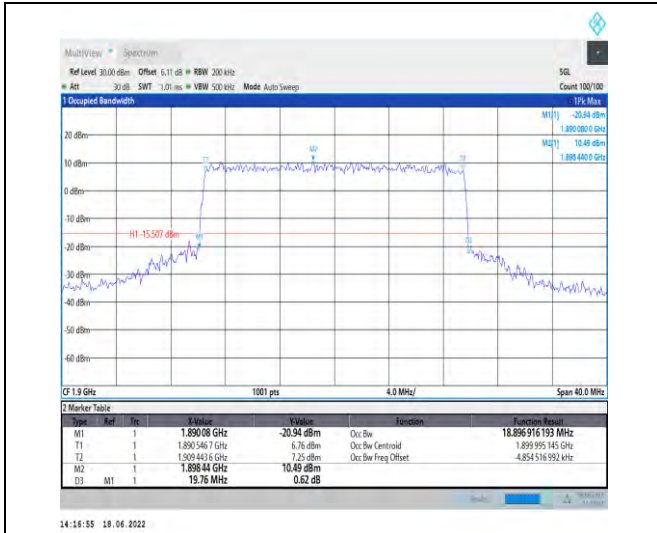 MultiView Spectrum
Ref Level 30.00 dBm Offset 6.11 dB RBW 200 kHz SGL
Att 30 dB SWT 1.01 ms VBW 500 kHz Mode Auto Sweep Count 100/100
1 Occupied Bandwidth 1Pk Max
M1[1] -20.94 dBm
1.890 080 0 GHz
M2[1] 10.49 dBm
1.898 440 0 GHz
20 dBm
10 dBm
0 dBm
-10 dBm
H1 -15.507 dBm
-20 dBm
-30 dBm
-40 dBm
-50 dBm
-60 dBm
CF 1.9 GHz 1001 pts 4.0 MHz/ Span 40.0 MHz
2 Marker Table
Type Ref Trc X-Value Y-Value Function Function Result
M1 1 1.89008 GHz -20.94 dBm Occ Bw 18.896 916 193 MHz
T1 1 1.890 546 7 GHz 6.76 dBm Occ Bw Centroid 1.899 995 145 GHz
T2 1 1.909 443 6 GHz 7.25 dBm Occ Bw Freq Offset -4.854 516 992 kHz
M2 1 1.898 44 GHz 10.49 dBm
D3 M1 1 19.76 MHz 0.62 dB
14:16:55 18.06.2022